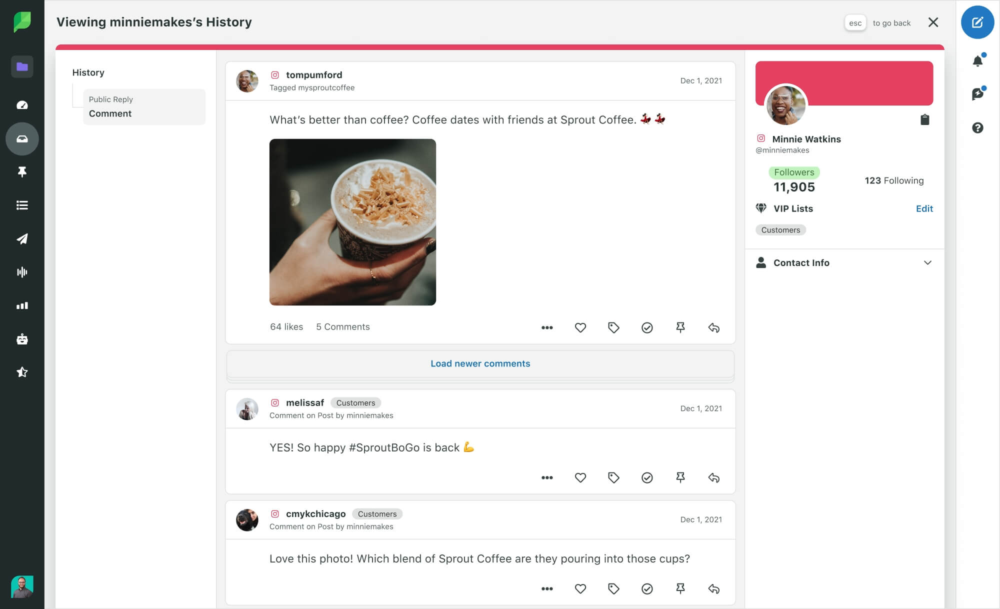 Viewing minniemakes’s History
esc to go back
History
Public Reply
Comment
tompumford
Tagged mysproutcoffee
Dec 1, 2021
What’s better than coffee? Coffee dates with friends at Sprout Coffee. 💃🏻💃🏻
64 likes 5 Comments
Load newer comments
melissaf Customers
Comment on Post by minniemakes
Dec 1, 2021
YES! So happy #SproutBoGo is back 💪
cmykchicago Customers
Comment on Post by minniemakes
Dec 1, 2021
Love this photo! Which blend of Sprout Coffee are they pouring into those cups?
Minnie Watkins
@minniemakes
Followers
11,905
123 Following
VIP Lists Edit
Customers
Contact Info